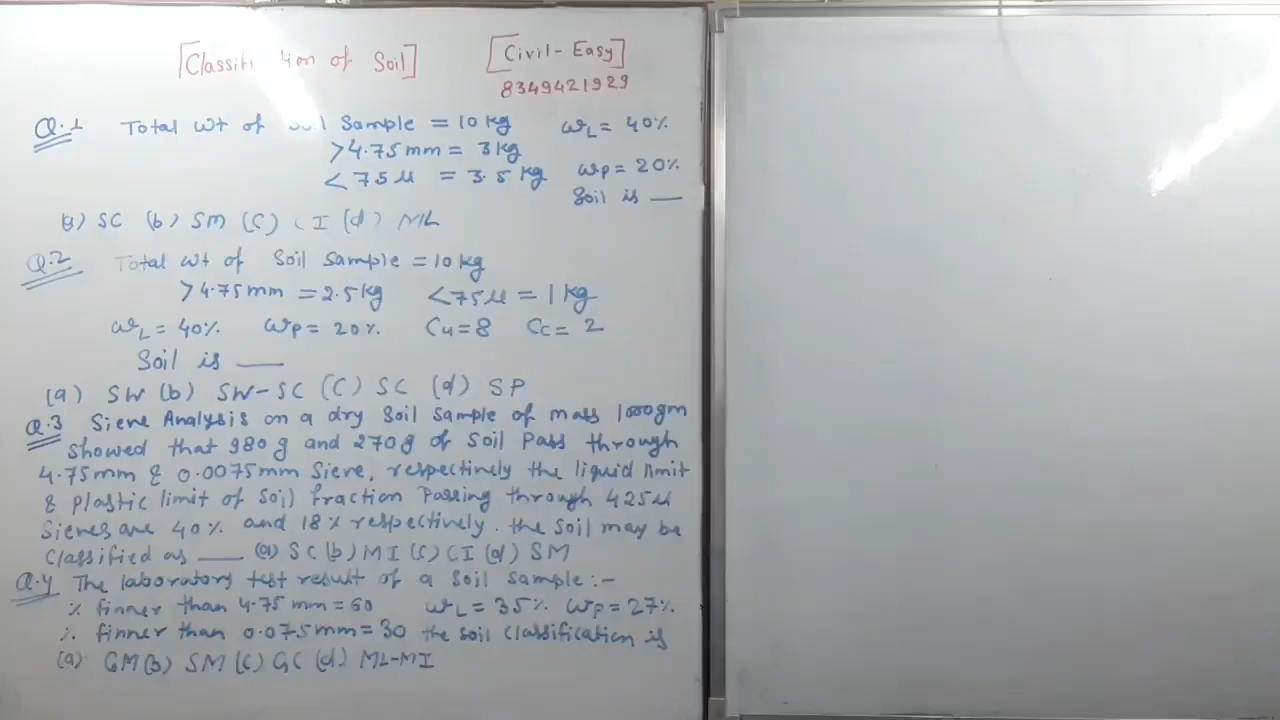 [Classifi tion of Soil] [Civil-Easy]
8349421929
Q.1 Total wt of Soil Sample = 10 kg wL = 40%
>4.75 mm = 3 kg
<75 μ = 3.5 kg wp = 20%
Soil is __
(a) SC (b) SM (C) CI (d) ML
Q.2 Total wt of Soil Sample = 10 kg
>4.75 mm = 2.5 kg <75 μ = 1 kg
wL = 40% wp = 20% Cu = 8 Cc = 2
Soil is __
(a) SW (b) SW-SC (C) SC (d) SP
Q.3 Sieve Analysis on a dry Soil Sample of mass 1000gm
showed that 980 g and 270 g of Soil Pass through
4.75mm & 0.0075mm Sieve, respectively the liquid limit
& plastic limit of Soil fraction Passing through 425μ
Sieves are 40% and 18% respectively. the Soil may be
Classified as __ (a) SC (b) MI (C) CI (d) SM
Q.4 The laboratory test result of a Soil Sample:-
% finner than 4.75 mm = 60 wL = 35% wp = 27%
%. finner than 0.075mm = 30 the soil classification is
(a) GM (b) SM (C) GC (d) ML-MI